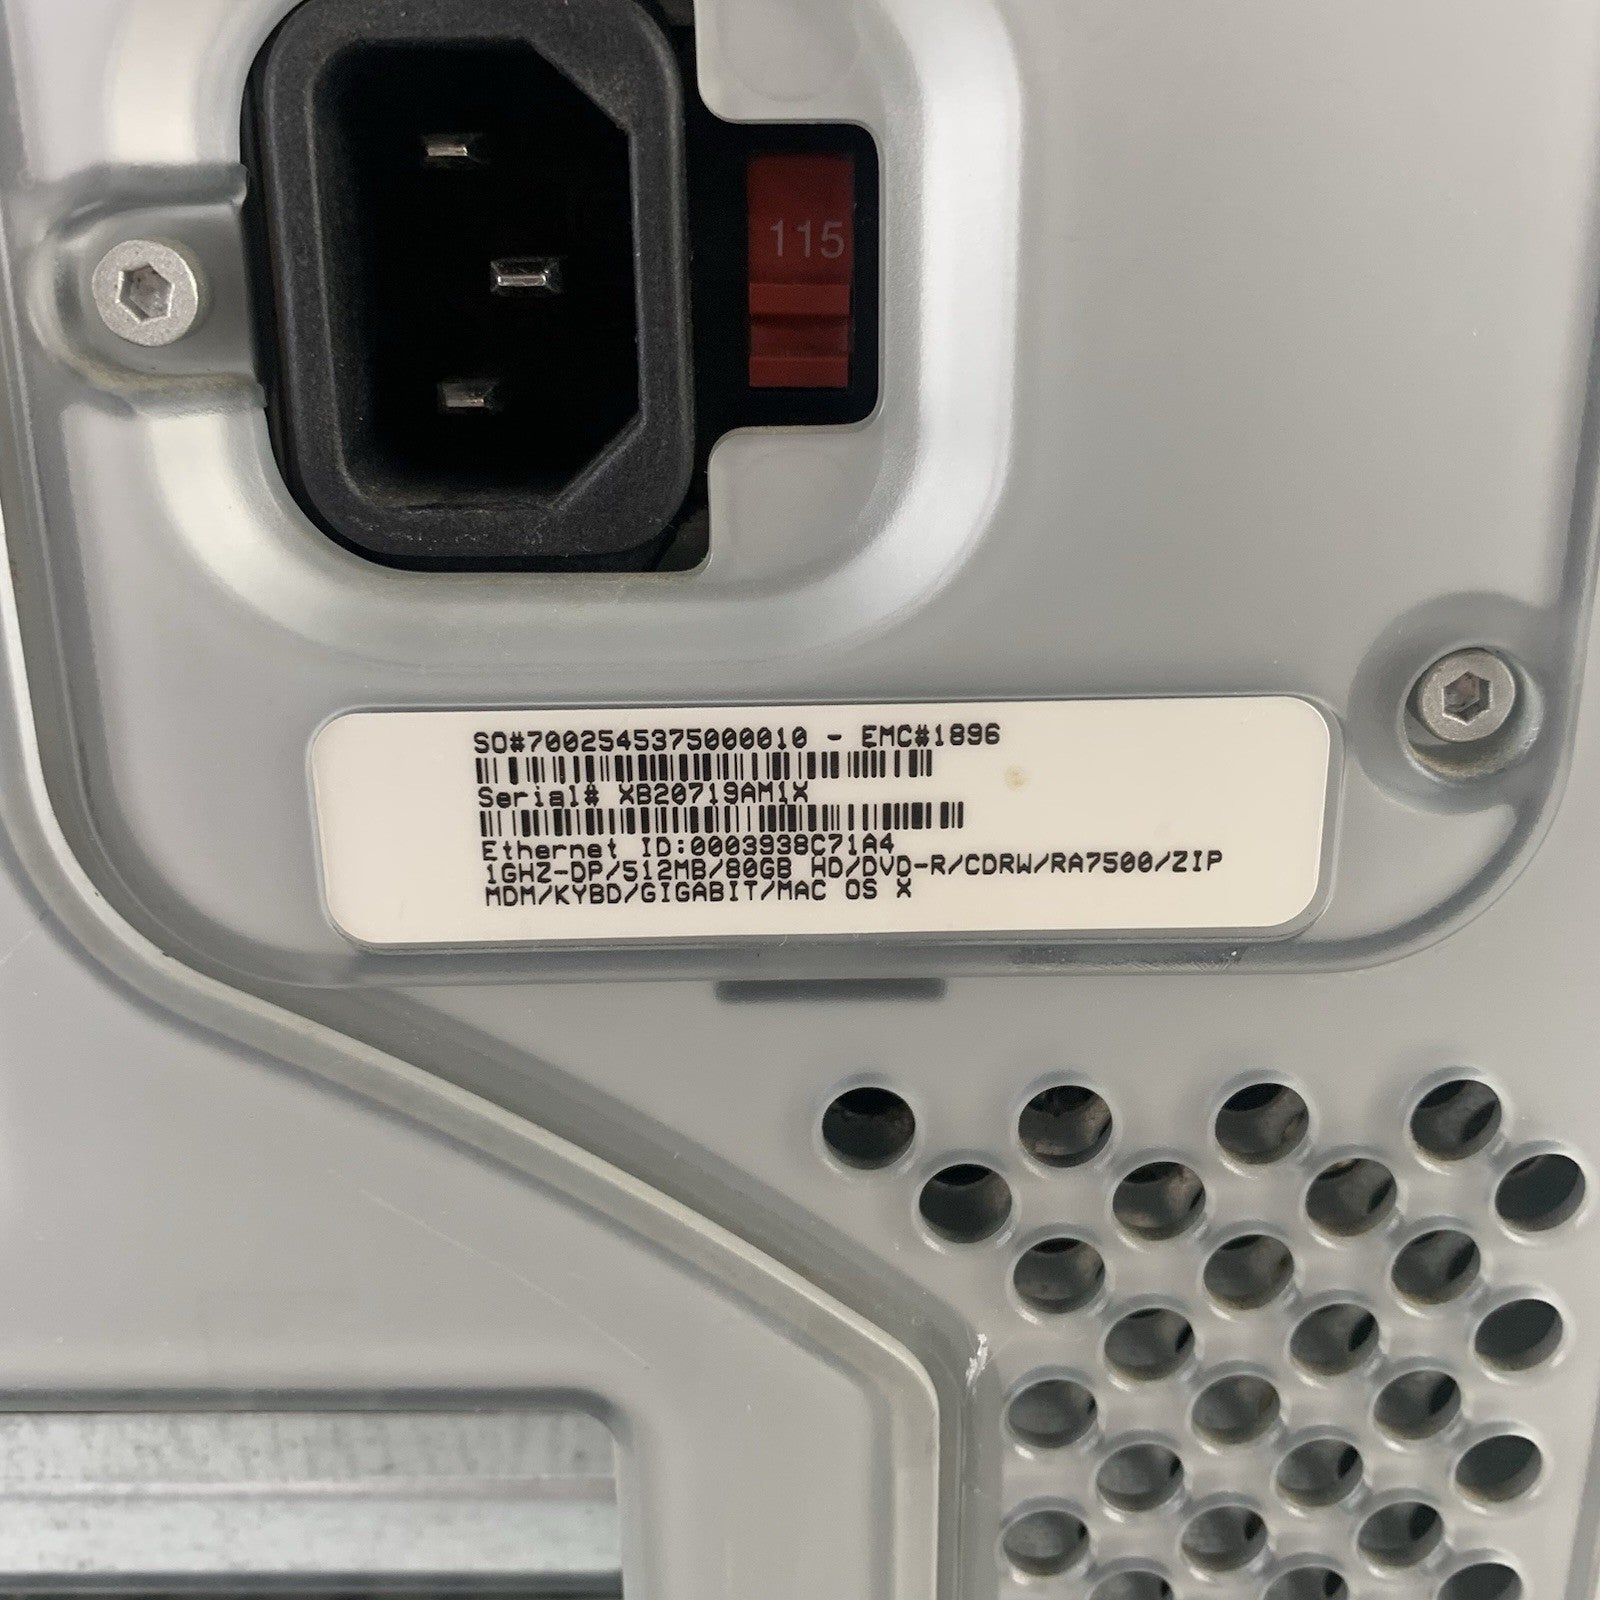 115
SO#7002545375000010 - EMC#1896
Serial# XB20719AM1X
Ethernet ID:0003938C71A4
1GHZ-DP/512MB/80GB HD/DVD-R/CDRW/RA7500/ZIP
MDM/KYBD/GIGABIT/MAC OS X